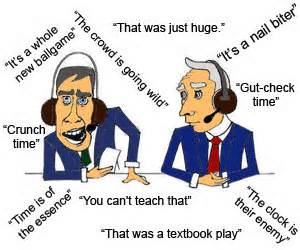 "It's a whole
new ballgame"
"The crowd is going wild"
"That was just huge."
"It's a nail biter"
"Gut-check
time"
"Crunch
time"
"Time is of
the essence"
"You can't teach that"
"The clock is
their enemy"
"That was a textbook play"